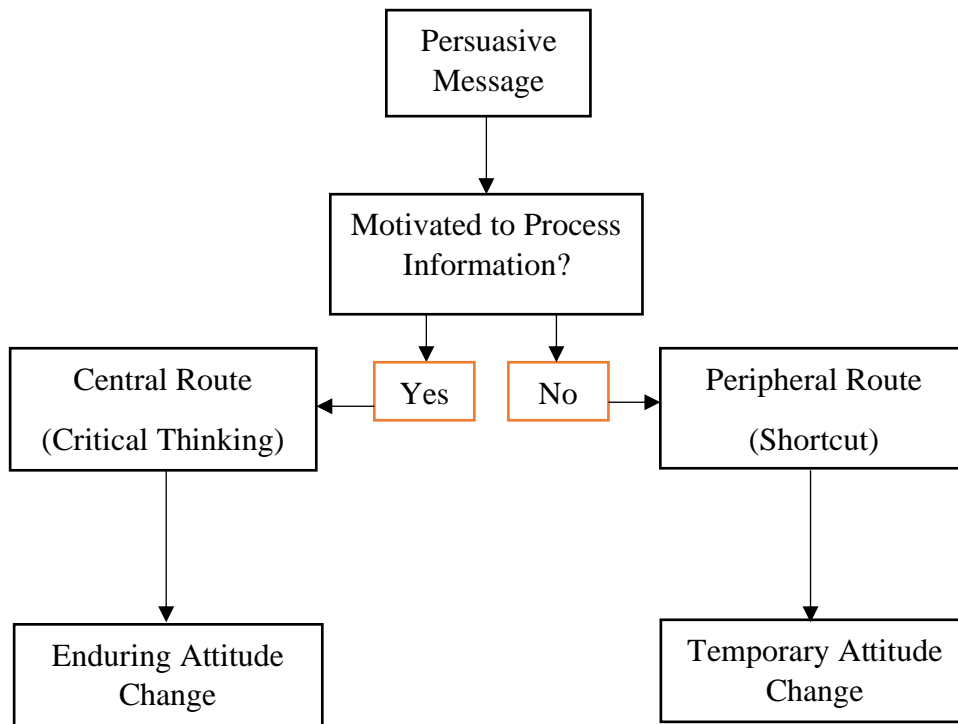 Persuasive
Message
Motivated to Process
Information?
Yes
No
Central Route
(Critical Thinking)
Peripheral Route
(Shortcut)
Enduring Attitude
Change
Temporary Attitude
Change